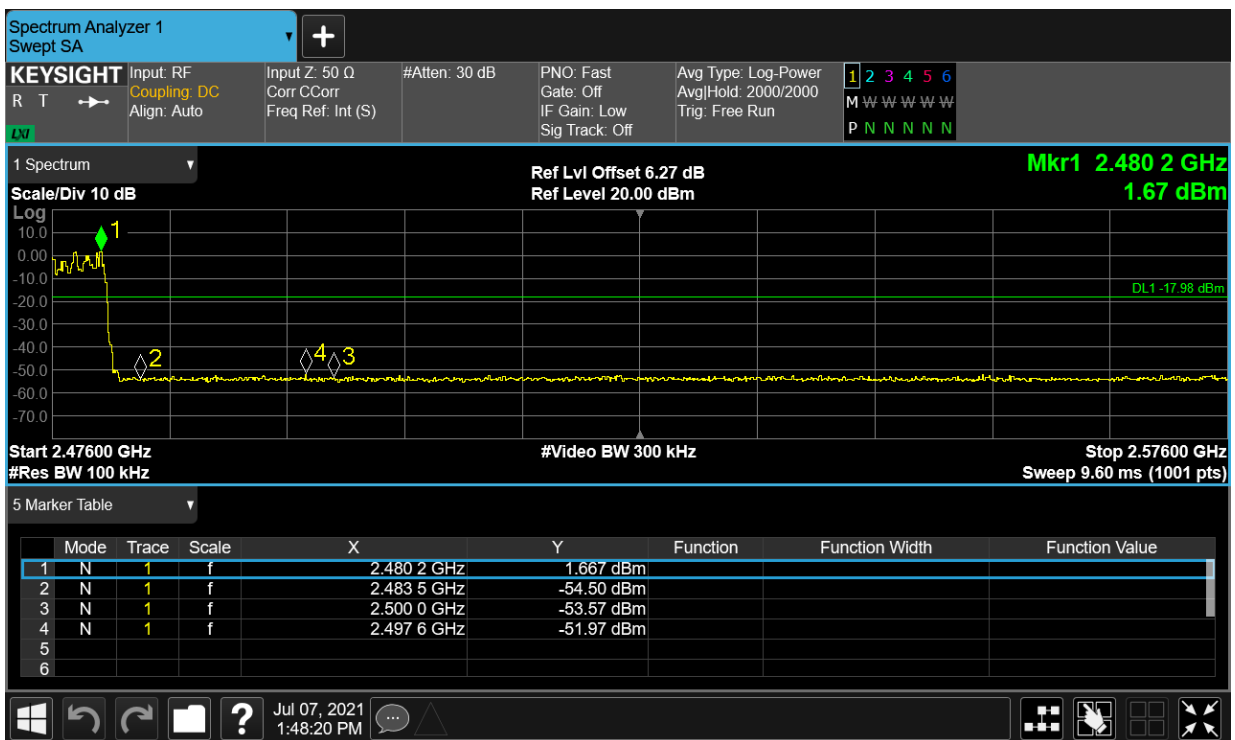 Spectrum Analyzer 1
Swept SA
KEYSIGHT
R T
LXI
Input: RF
Coupling: DC
Align: Auto
Input Z: 50 Ω
Corr CCorr
Freq Ref: Int (S)
#Atten: 30 dB
PNO: Fast
Gate: Off
IF Gain: Low
Sig Track: Off
Avg Type: Log-Power
Avg|Hold: 2000/2000
Trig: Free Run
1 2 3 4 5 6
M W W W W W
P N N N N N
1 Spectrum
Scale/Div 10 dB
Ref Lvl Offset 6.27 dB
Ref Level 20.00 dBm
Mkr1 2.480 2 GHz
1.67 dBm
Log
10.0
0.00
-10.0
-20.0
-30.0
-40.0
-50.0
-60.0
-70.0
1
2
4
3
DL1 -17.98 dBm
Start 2.47600 GHz
#Res BW 100 kHz
#Video BW 300 kHz
Stop 2.57600 GHz
Sweep 9.60 ms (1001 pts)
5 Marker Table
Mode Trace Scale X Y Function Function Width Function Value
1 N 1 f 2.480 2 GHz 1.667 dBm
2 N 1 f 2.483 5 GHz -54.50 dBm
3 N 1 f 2.500 0 GHz -53.57 dBm
4 N 1 f 2.497 6 GHz -51.97 dBm
5
6
?
Jul 07, 2021
1:48:20 PM